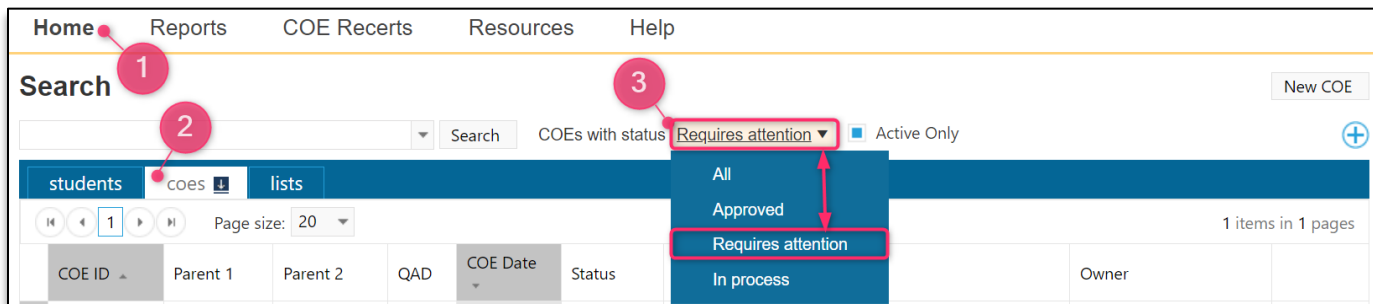 Home Reports COE Recerts Resources Help
1
Search
3
New COE
2
Search COEs with status Requires attention Active Only
students coes lists
All
1 Page size: 20
Approved
1 items in 1 pages
Requires attention
COE ID Parent 1 Parent 2 QAD COE Date Status Owner
In process